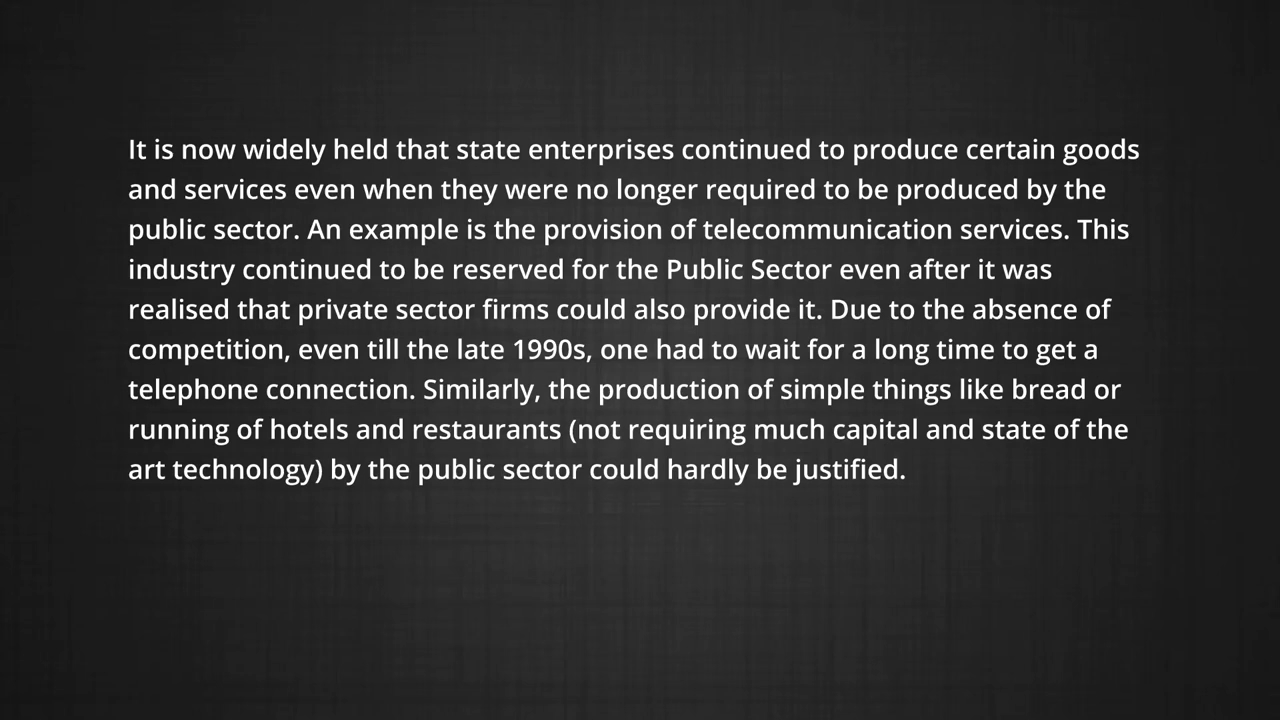 It is now widely held that state enterprises continued to produce certain goods
and services even when they were no longer required to be produced by the
public sector. An example is the provision of telecommunication services. This
industry continued to be reserved for the Public Sector even after it was
realised that private sector firms could also provide it. Due to the absence of
competition, even till the late 1990s, one had to wait for a long time to get a
telephone connection. Similarly, the production of simple things like bread or
running of hotels and restaurants (not requiring much capital and state of the
art technology) by the public sector could hardly be justified.